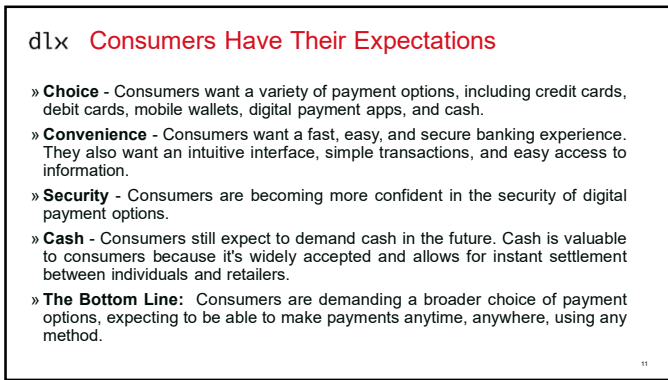 dlx Consumers Have Their Expectations
» Choice - Consumers want a variety of payment options, including credit cards,
debit cards, mobile wallets, digital payment apps, and cash.
» Convenience - Consumers want a fast, easy, and secure banking experience.
They also want an intuitive interface, simple transactions, and easy access to
information.
» Security - Consumers are becoming more confident in the security of digital
payment options.
» Cash - Consumers still expect to demand cash in the future. Cash is valuable
to consumers because it's widely accepted and allows for instant settlement
between individuals and retailers.
» The Bottom Line: Consumers are demanding a broader choice of payment
options, expecting to be able to make payments anytime, anywhere, using any
method.
11